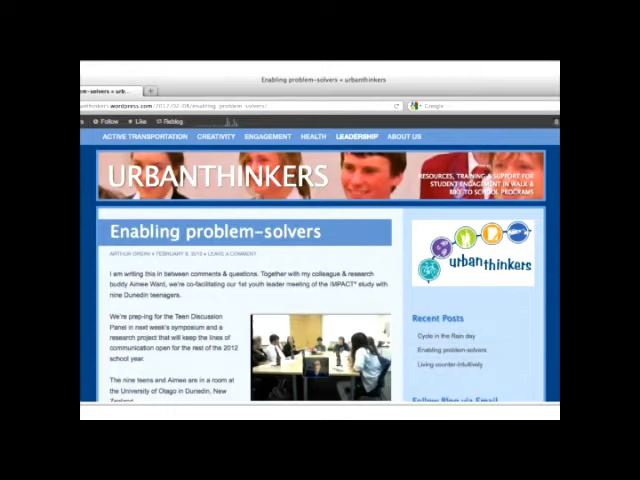 Enabling problem-solvers « urbanthinkers
m-solvers « urb...
anthinkers.wordpress.com/2012/02/08/enabling_problem_solvers/
Google
Follow
Like
Reblog
ACTIVE TRANSPORTATION CREATIVITY ENGAGEMENT HEALTH LEADERSHIP ABOUT US
URBANTHINKERS
RESOURCES, TRAINING & SUPPORT FOR
STUDENT ENGAGEMENT IN WALK &
BIKE TO SCHOOL PROGRAMS
Enabling problem-solvers
ARTHUR ORSINI • FEBRUARY 8, 2012 • LEAVE A COMMENT
I am writing this in between comments & questions. Together with my colleague & research
buddy Aimee Ward, we're co-facilitating our 1st youth leader meeting of the IMPACT* study with
nine Dunedin teenagers.
We're prep-ing for the Teen Discussion
Panel in next week's symposium and a
research project that will keep the lines of
communication open for the rest of the 2012
school year.
The nine teens and Aimee are in a room at
the University of Otago in Dunedin, New
Zealand.
urbanthinkers
Recent Posts
Cycle in the Rain day
Enabling problem-solvers
Living counter-intuitively
Follow Blog via Email